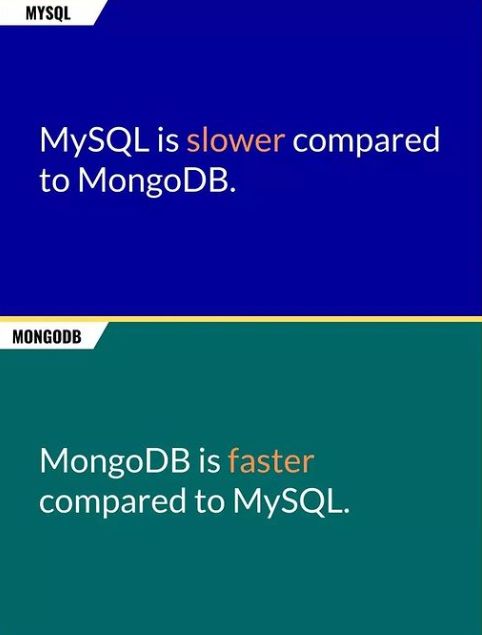 MYSQL
MySQL is slower compared
to MongoDB.
MONGODB
MongoDB is faster
compared to MySQL.